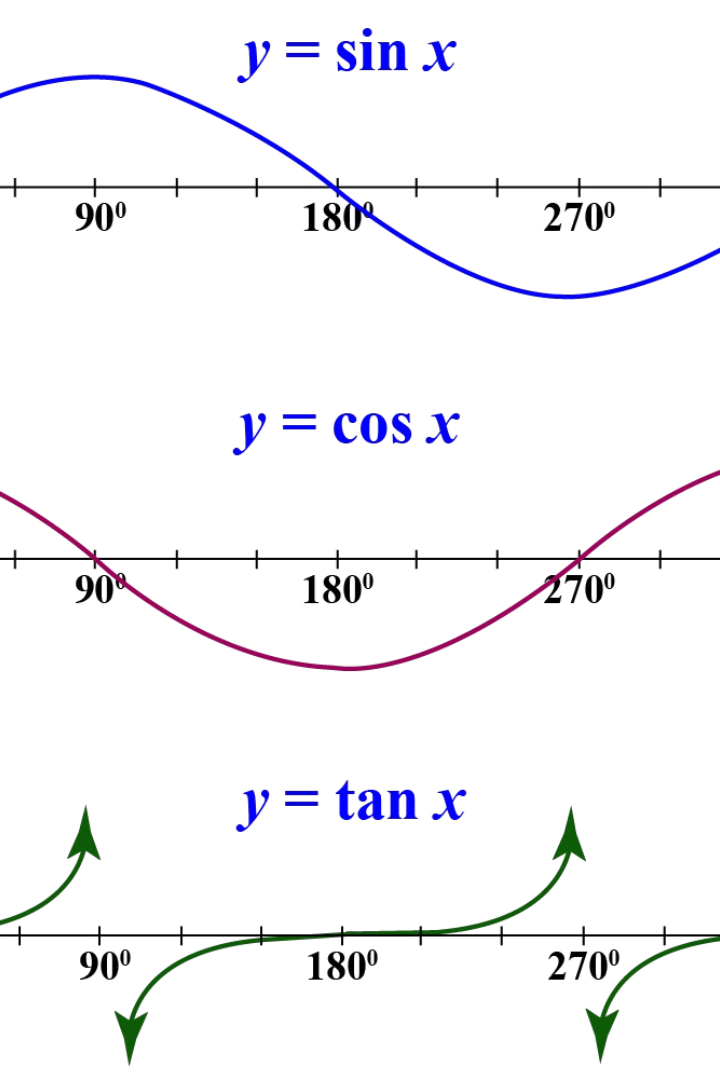 y = sin x
90⁰ 180⁰ 270⁰
y = cos x
90⁰ 180⁰ 270⁰
y = tan x
90⁰ 180⁰ 270⁰